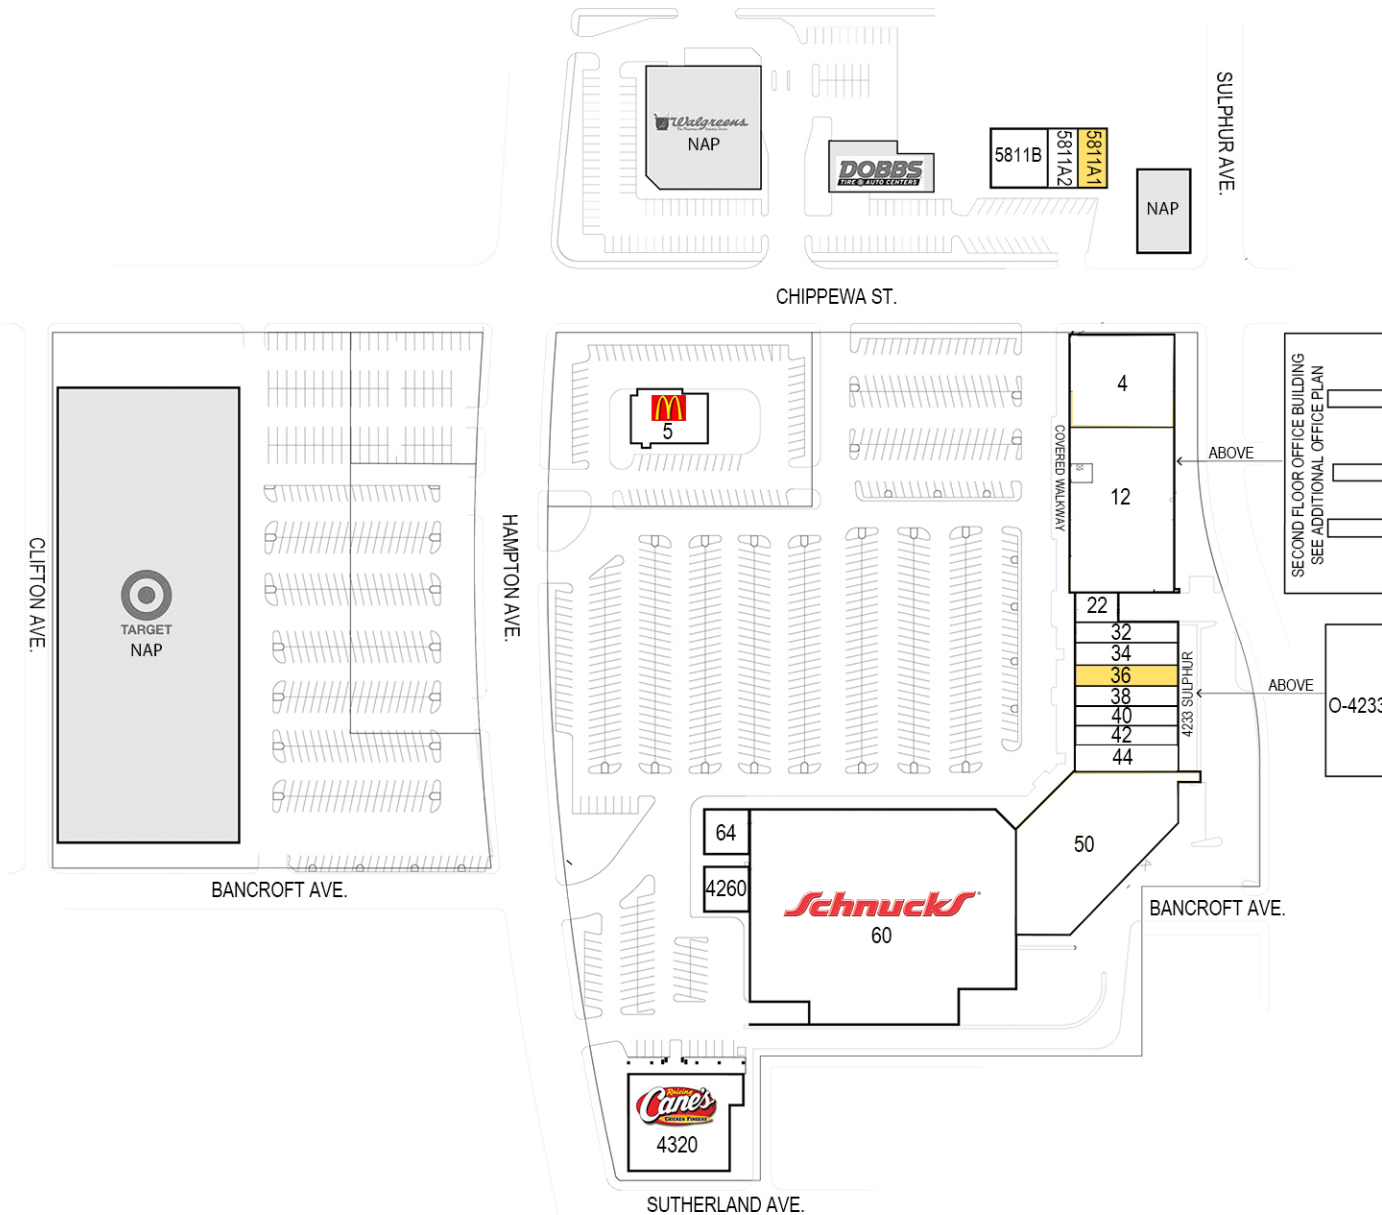 Walgreens
NAP
DOBBS
TIRE & AUTO CENTERS
5811B
5811A2
5811A1
NAP
SULPHUR AVE.
CHIPPEWA ST.
5
4
COVERED WALKWAY
12
ABOVE
SECOND FLOOR OFFICE BUILDING
SEE ADDITIONAL OFFICE PLAN
CLIFTON AVE.
TARGET
NAP
HAMPTON AVE.
22
32
34
36
38
40
42
44
4233 SULPHUR
ABOVE
O-4233
64
4260
Schnucks
60
50
BANCROFT AVE.
BANCROFT AVE.
Raising
Cane's
CHICKEN FINGERS
4320
SUTHERLAND AVE.